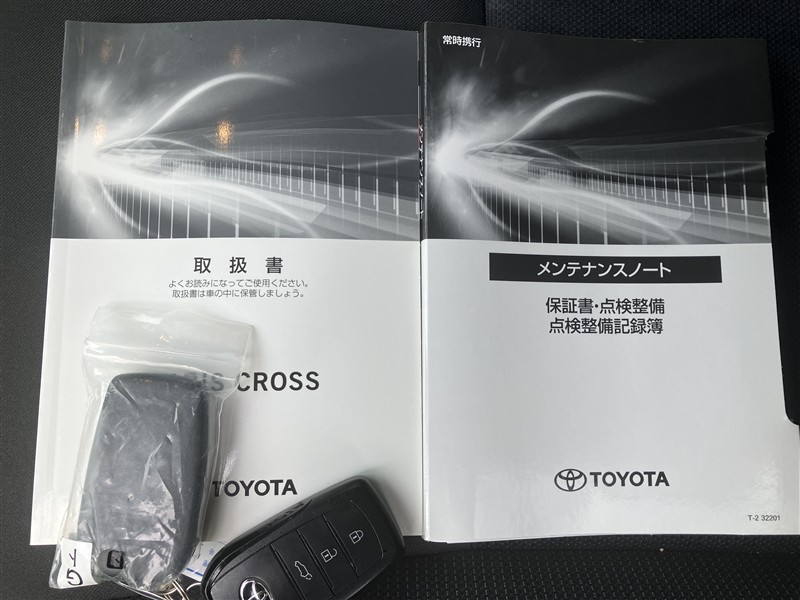 取扱書
よくお読みになってご使用ください。
取扱書は車の中に保管しましょう。
CROSS
TOYOTA
常時携行
メンテナンスノート
保証書・点検整備
点検整備記録簿
TOYOTA
T-2 32201